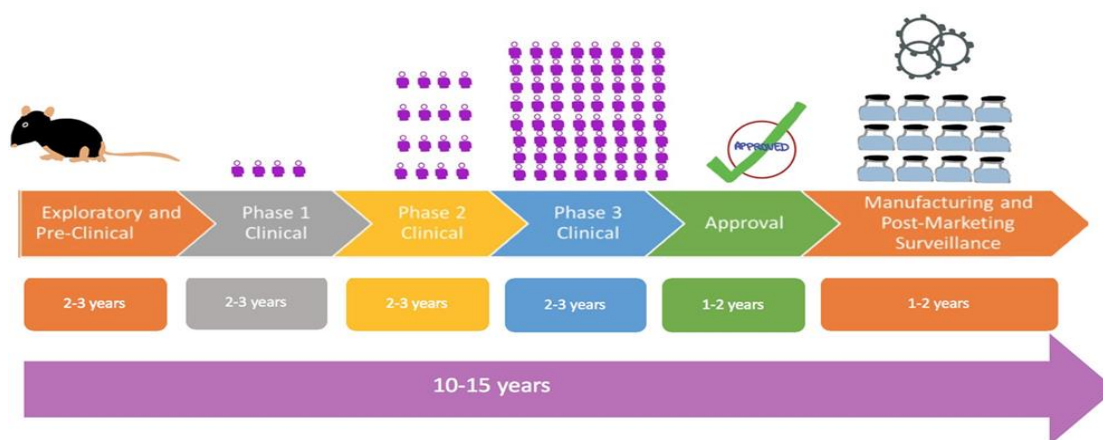 APPROVED
Exploratory and
Pre-Clinical
Phase 1
Clinical
Phase 2
Clinical
Phase 3
Clinical
Approval
Manufacturing and
Post-Marketing
Surveillance
2-3 years
2-3 years
2-3 years
2-3 years
1-2 years
1-2 years
10-15 years